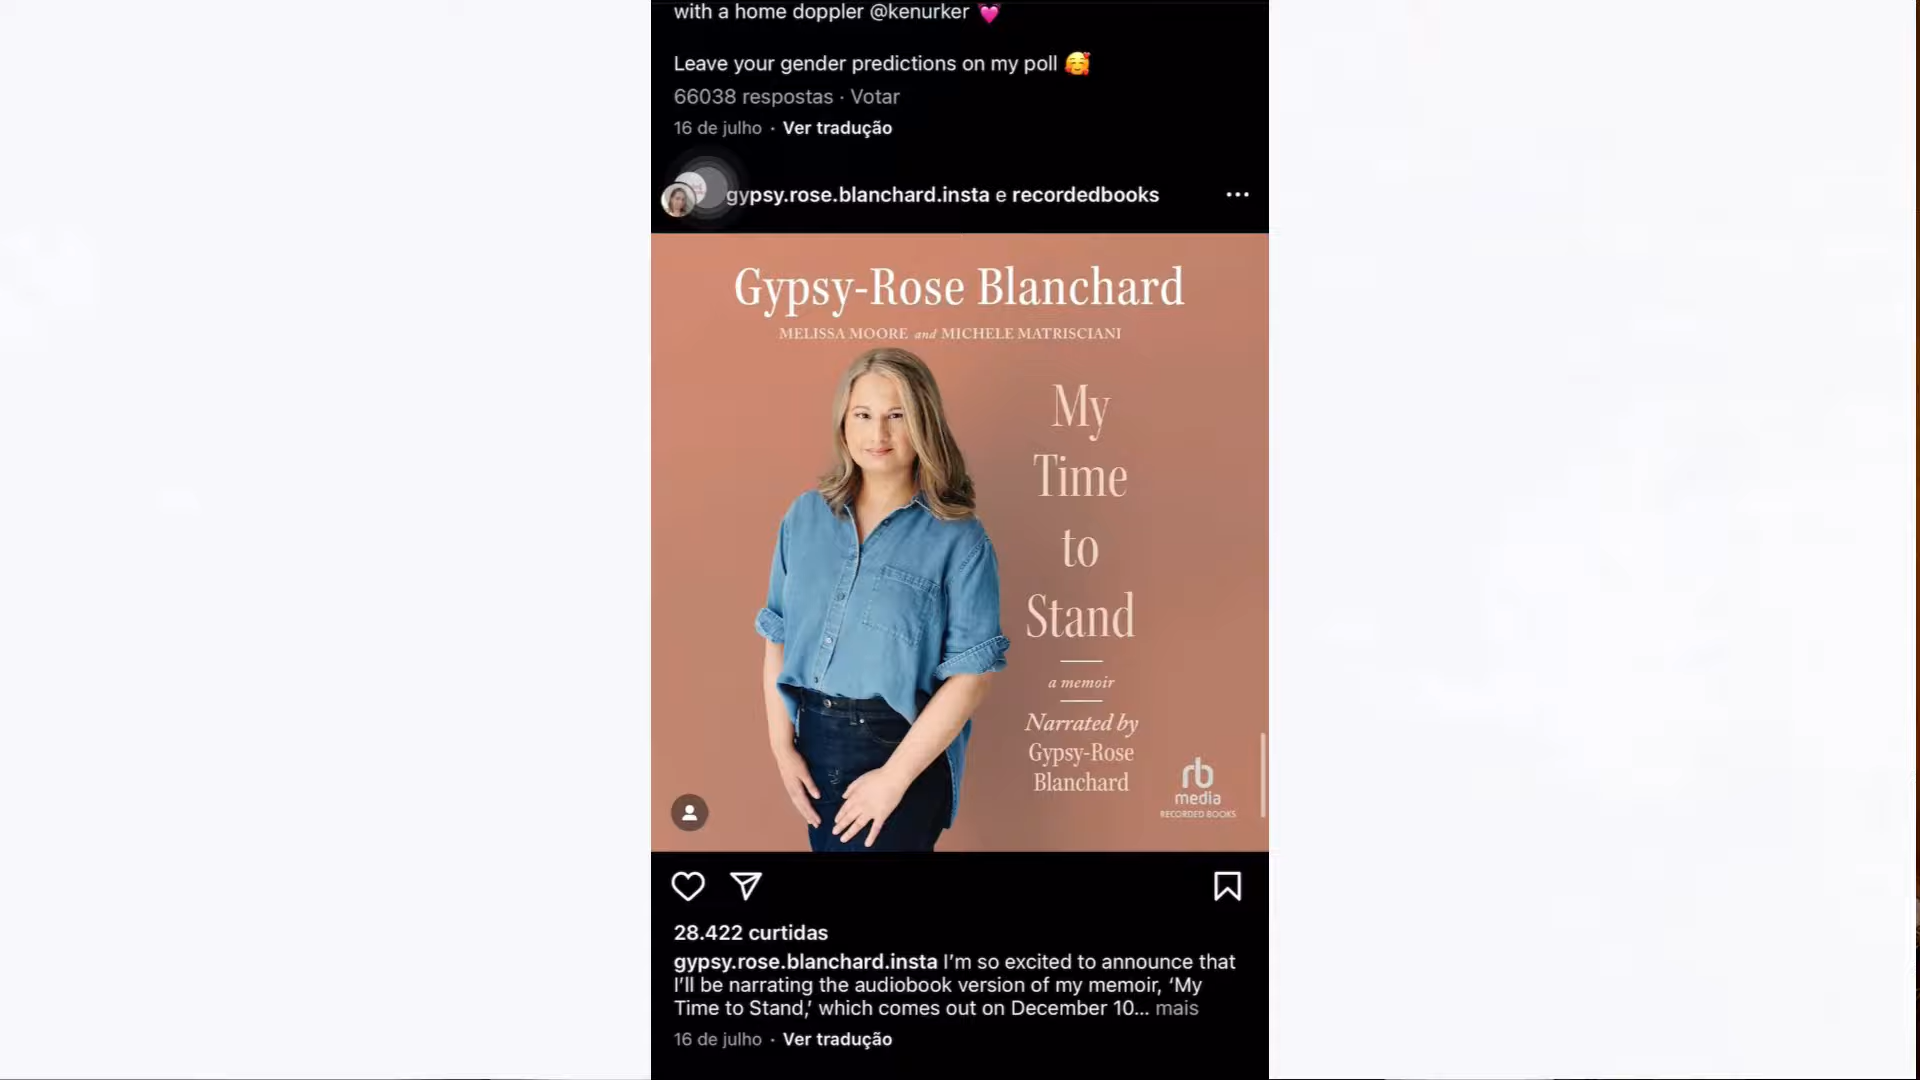 with a home doppler @kenurker 💓
Leave your gender predictions on my poll 🥰
66038 respostas · Votar
16 de julho · Ver tradução
gypsy.rose.blanchard.insta e recordedbooks
Gypsy-Rose Blanchard
MELISSA MOORE and MICHELE MATRISCIANI
My
Time
to
Stand
a memoir
Narrated by
Gypsy-Rose
Blanchard
rb
media
RECORDED BOOKS
28.422 curtidas
gypsy.rose.blanchard.insta I’m so excited to announce that
I’ll be narrating the audiobook version of my memoir, ‘My
Time to Stand,’ which comes out on December 10... mais
16 de julho · Ver tradução